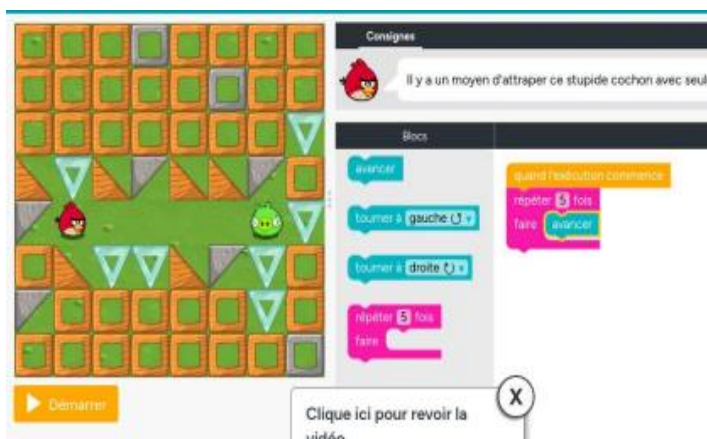 Consignes
Il y a un moyen d'attraper ce stupide cochon avec seul
Blocs
avancer
tourner à gauche
tourner à droite
répéter 5 fois
faire
quand l'exécution commence
répéter 5 fois
faire avancer
Démarrer
Clique ici pour revoir la
vidéo
X